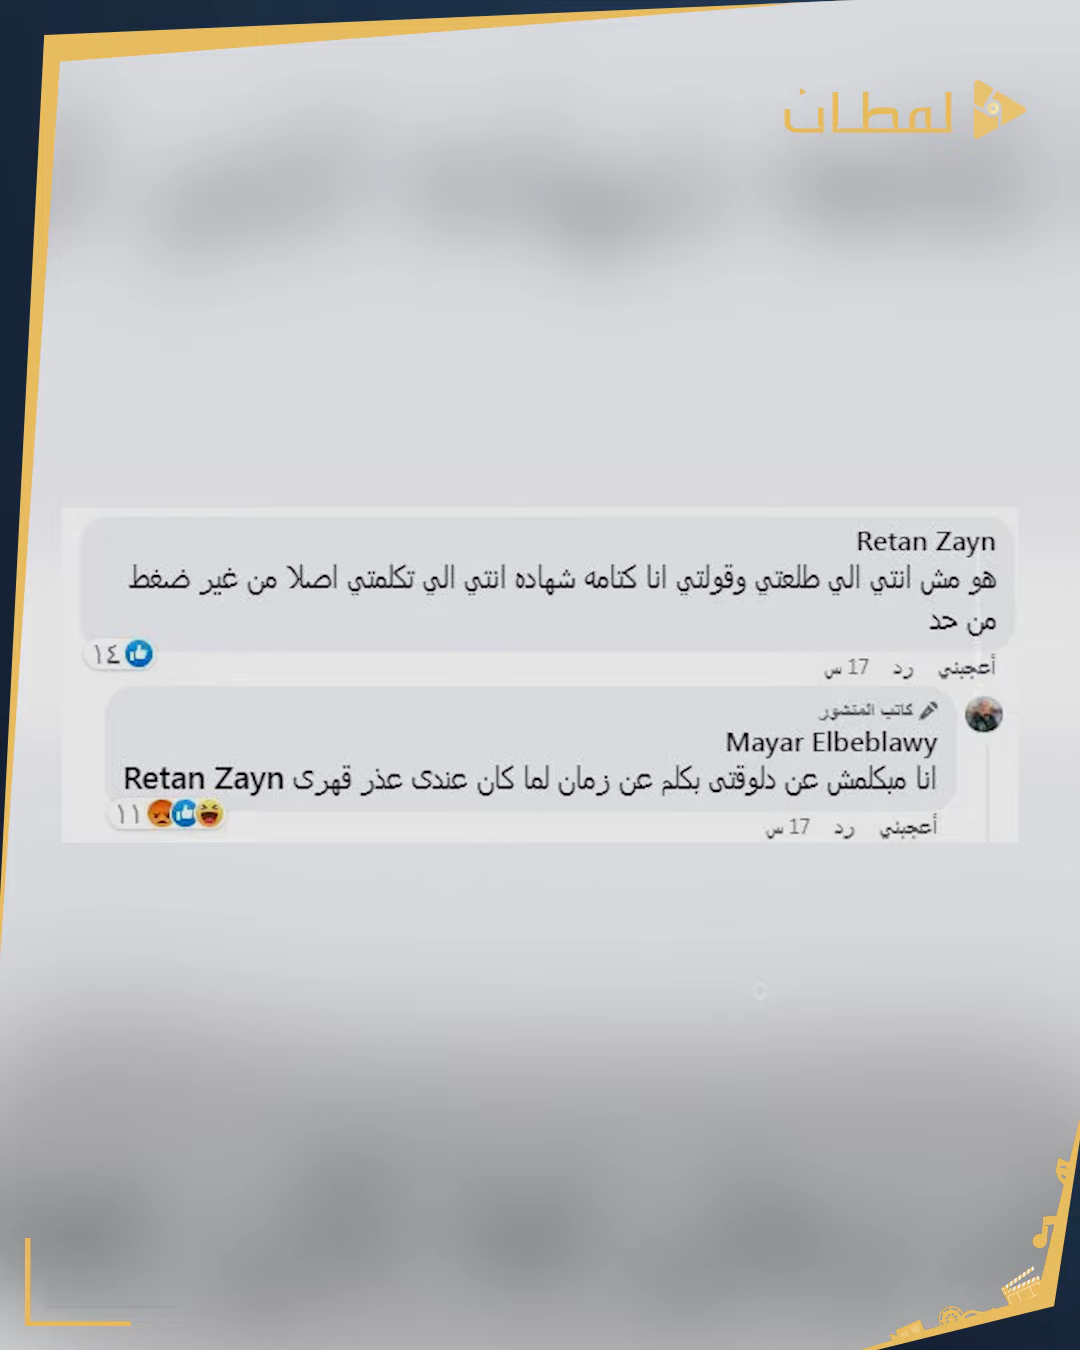 لقطات
Retan Zayn
هو مش انتي الي طلعتي وقولتي انا كتامه شهاده انتي الي تكلمتي اصلا من غير ضغط
من حد
أعجبني رد 17 س
١٤
كاتب المنشور
Mayar Elbeblawy
انا مبكلمش عن دلوقتى بكلم عن زمان لما كان عندى عذر قهرى Retan Zayn
أعجبني رد 17 س
١١